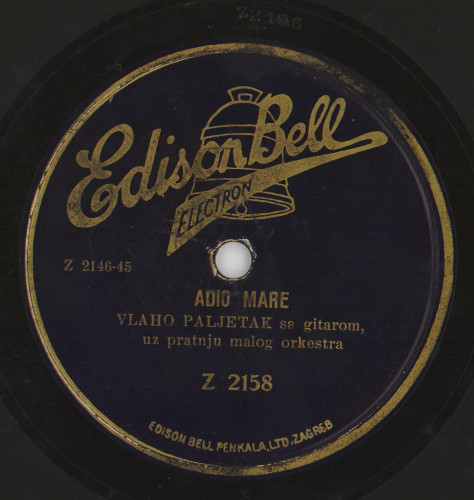 Z2146
Edison Bell
ELECTRON
Z 2146-45
ADIO MARE
VLAHO PALJETAK sa gitarom,
uz pratnju malog orkestra
Z 2158
EDISON BELL PENKALA, LTD. ZAGREB